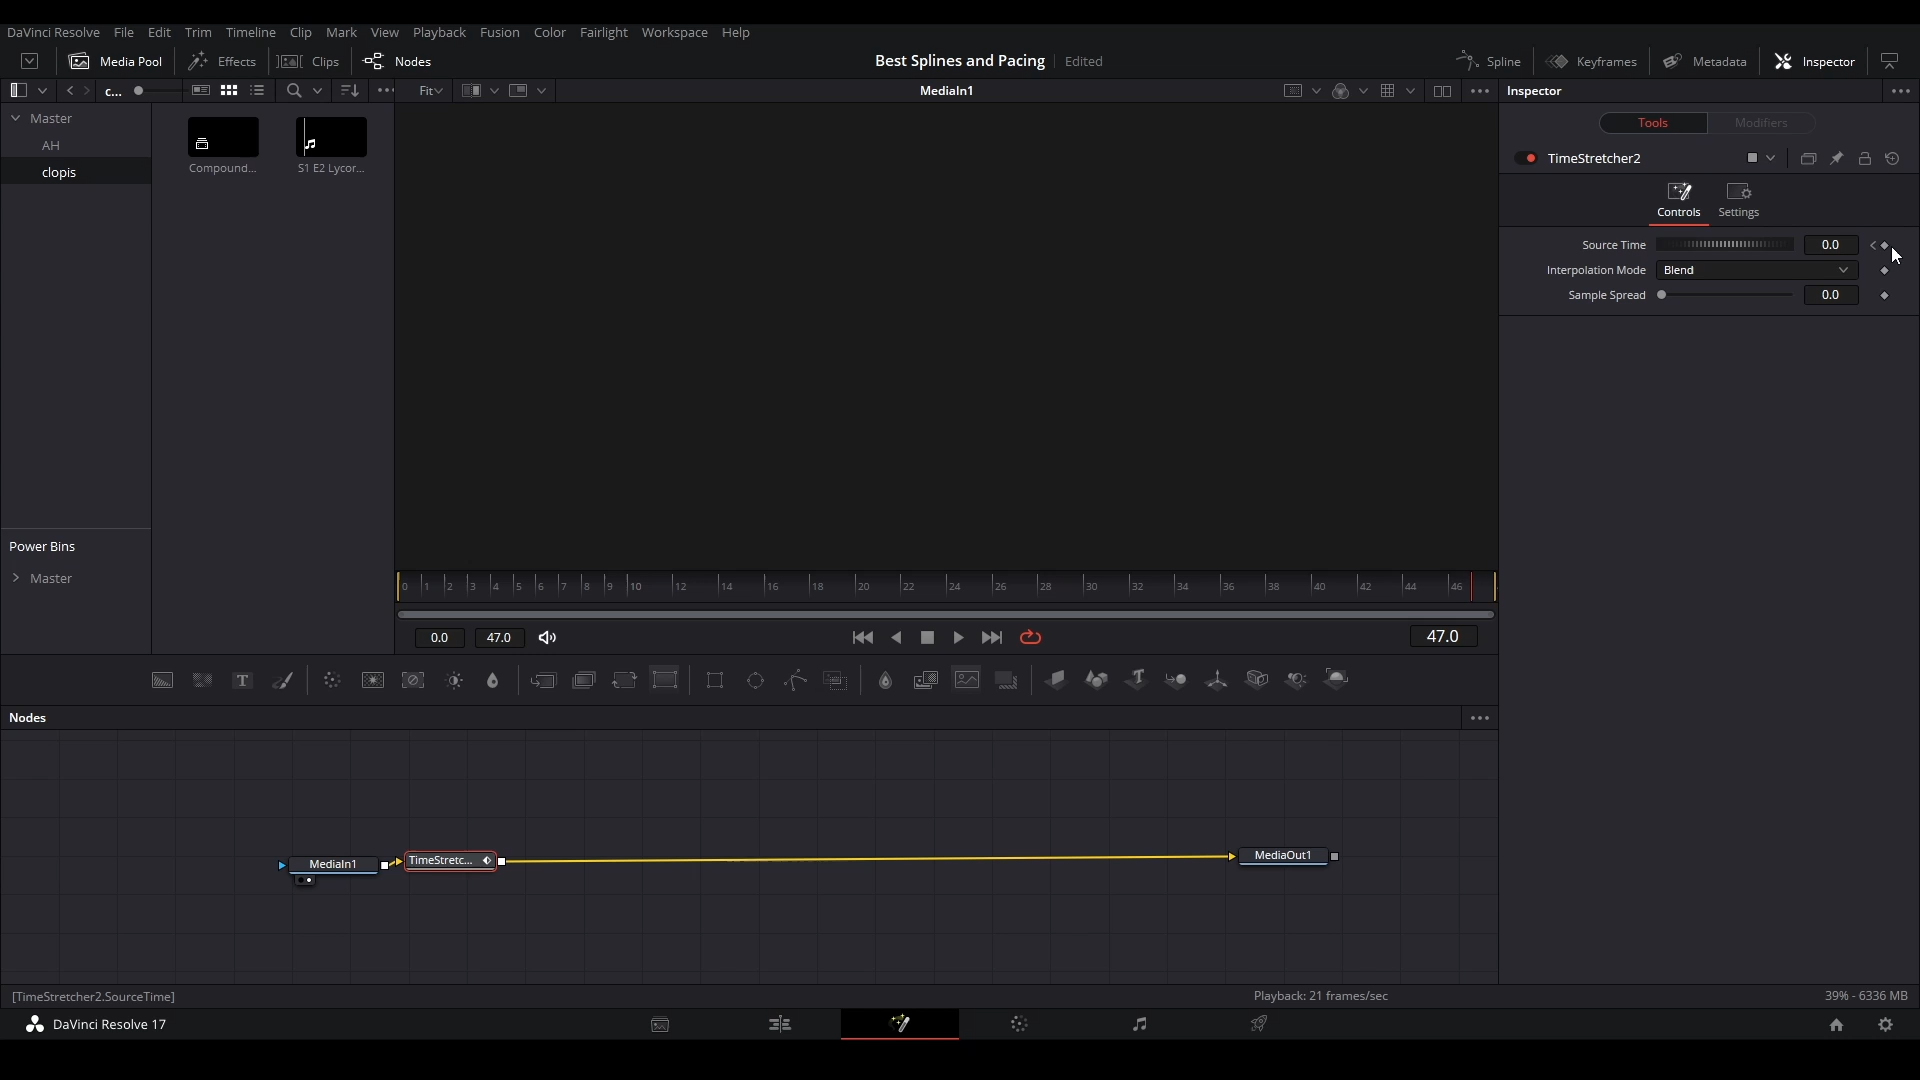 DaVinci Resolve File Edit Trim Timeline Clip Mark View Playback Fusion Color Fairlight Workspace Help
Media Pool Effects Clips Nodes Best Splines and Pacing Edited Spline Keyframes Metadata Inspector
c... Fit MediaIn1 Inspector
Master
AH
clopis
Compound...
S1 E2 Lycor...
Power Bins
Master
Tools Modifiers
TimeStretcher2
Controls Settings
Source Time 0.0
Interpolation Mode Blend
Sample Spread 0.0
0 1 2 3 4 5 6 7 8 9 10 12 14 16 18 20 22 24 26 28 30 32 34 36 38 40 42 44 46
0.0 47.0 47.0
T T
Nodes
MediaIn1 TimeStretc... MediaOut1
[TimeStretcher2.SourceTime] Playback: 21 frames/sec 39% - 6336 MB
DaVinci Resolve 17